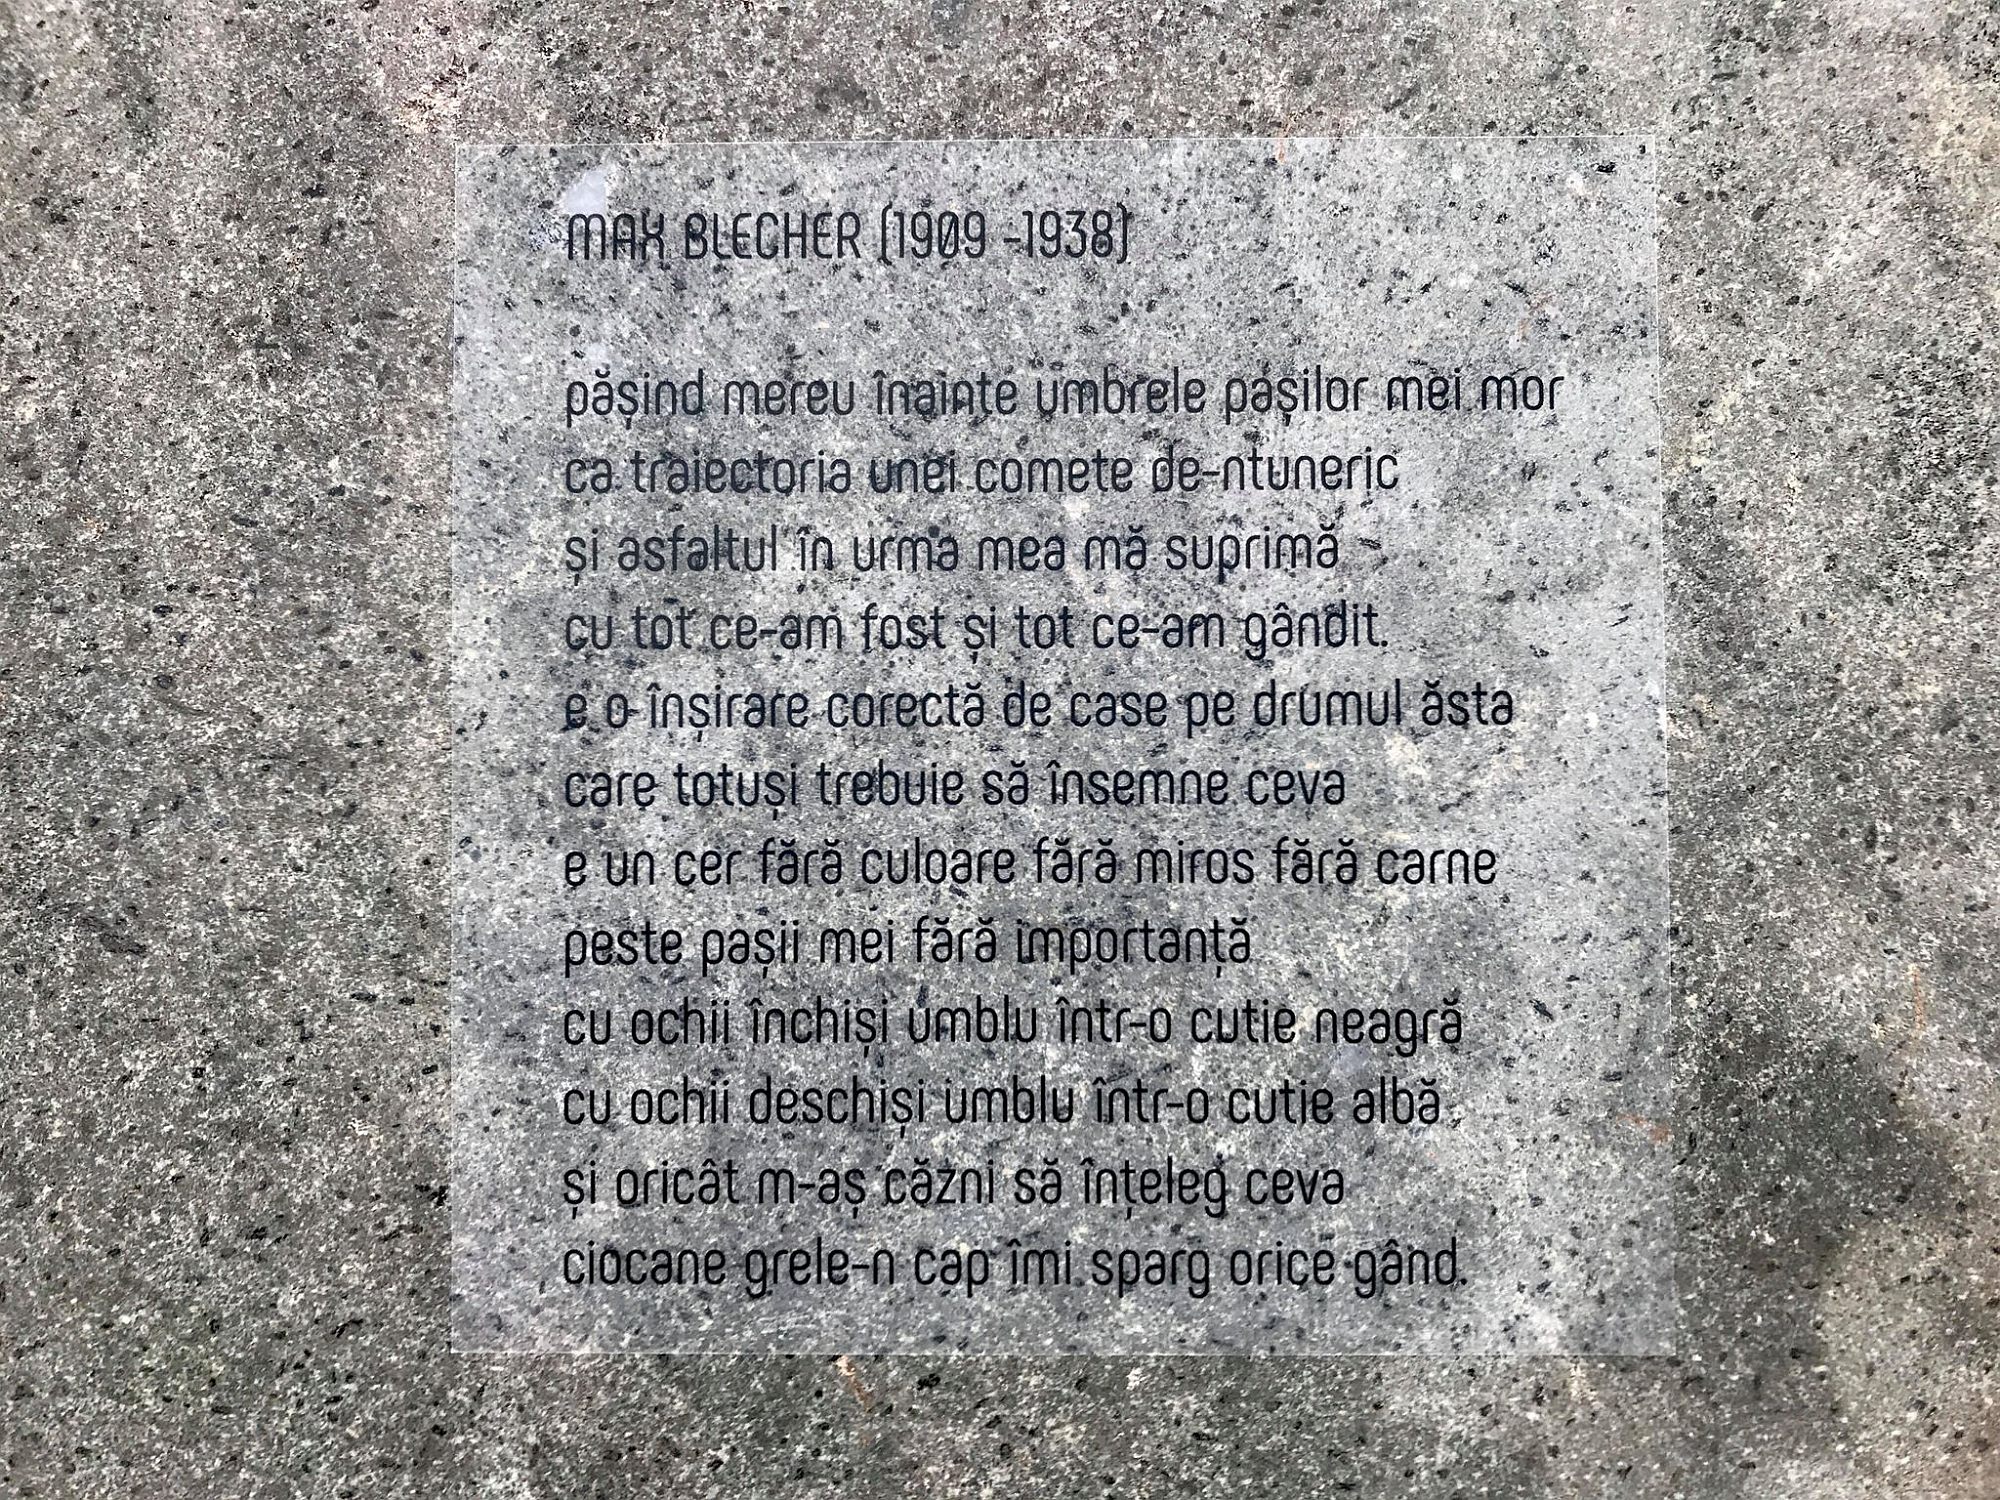 MAX BLECHER (1909 -1938)
pășind mereu înainte umbrele pașilor mei mor
ca traiectoria unei comete de-ntuneric
și asfaltul în urma mea mă suprimă
cu tot ce-am fost și tot ce-am gândit.
e o înșirare corectă de case pe drumul ăsta
care totuși trebuie să însemne ceva
e un cer fără culoare fără miros fără carne
peste pașii mei fără importanță
cu ochii închiși umblu într-o cutie neagră
cu ochii deschiși umblu într-o cutie albă
și oricât m-aș căzni să înțeleg ceva
ciocane grele-n cap îmi sparg orice gând.